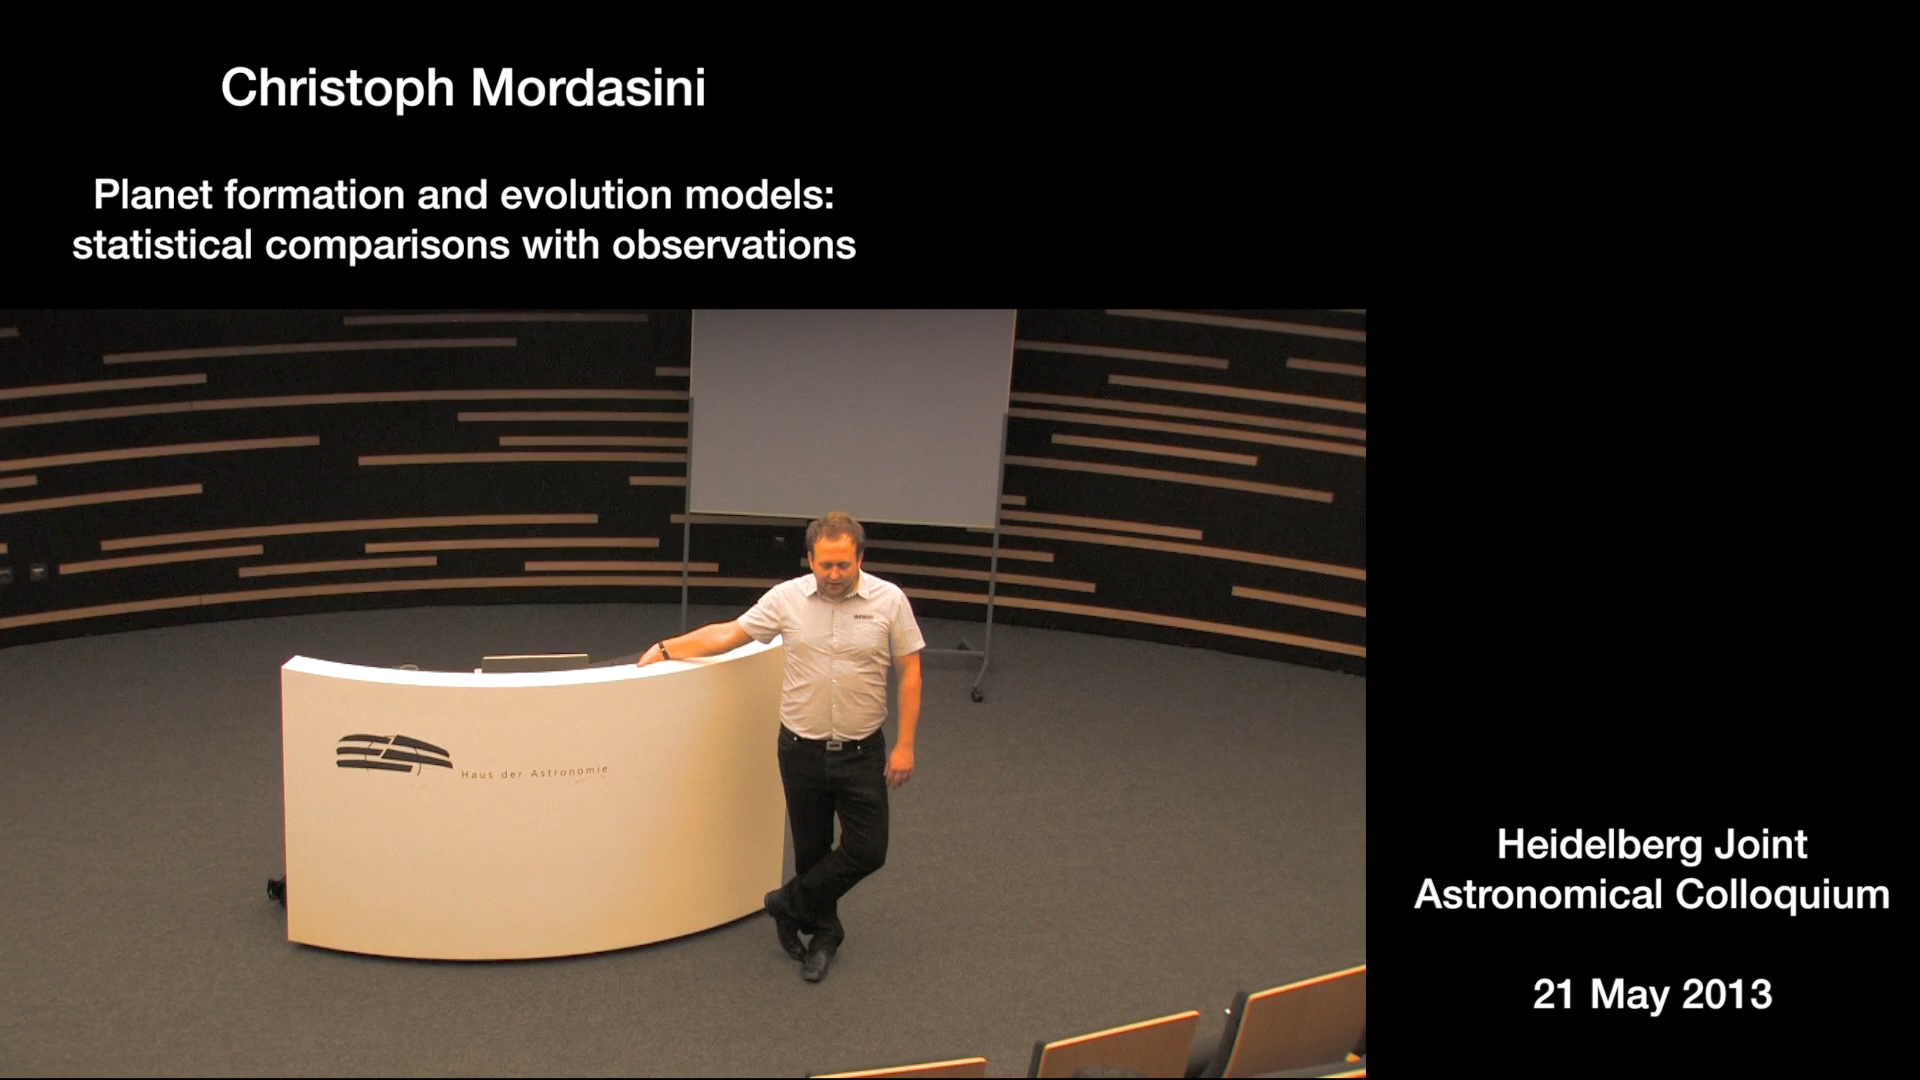 Christoph Mordasini
Planet formation and evolution models:
statistical comparisons with observations
Haus der Astronomie
Heidelberg Joint
Astronomical Colloquium
21 May 2013